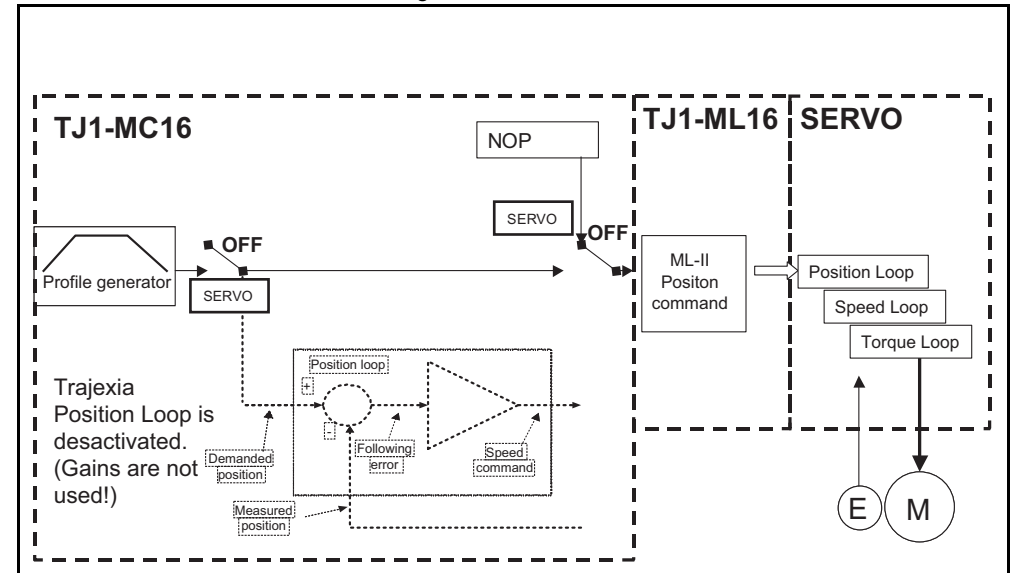 TJ1-MC16
TJ1-ML16
SERVO
NOP
SERVO
OFF
OFF
Profile generator
SERVO
ML-II
Positon
command
Position Loop
Speed Loop
Torque Loop
Trajexia
Position Loop is
desactivated.
(Gains are not
used!)
Position loop
+
-
Demanded
position
Following
error
Speed
command
Measured
position
E
M